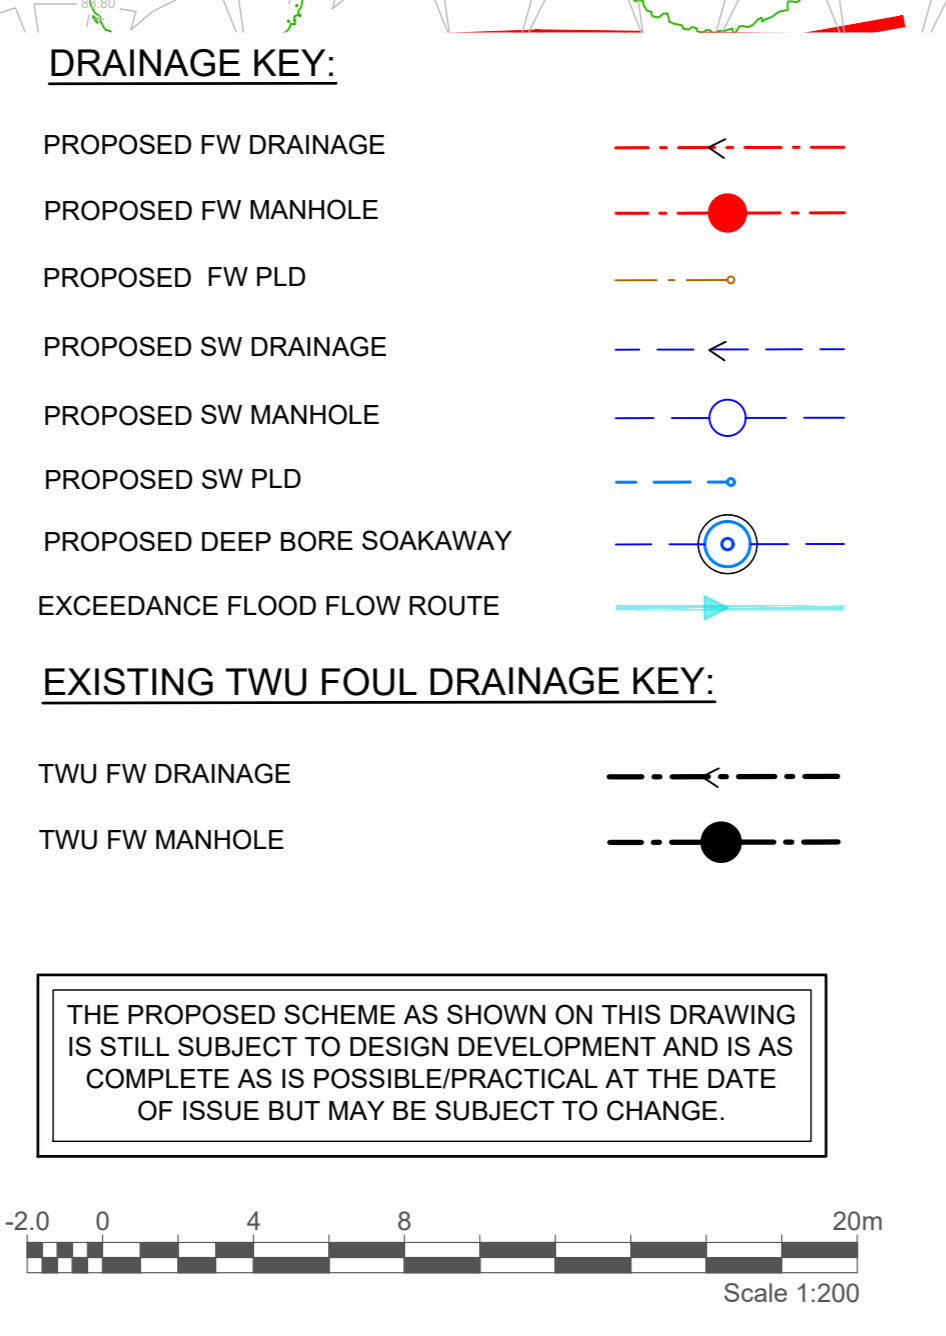 83.80
DRAINAGE KEY:
PROPOSED FW DRAINAGE
PROPOSED FW MANHOLE
PROPOSED FW PLD
PROPOSED SW DRAINAGE
PROPOSED SW MANHOLE
PROPOSED SW PLD
PROPOSED DEEP BORE SOAKAWAY
EXCEEDANCE FLOOD FLOW ROUTE
EXISTING TWU FOUL DRAINAGE KEY:
TWU FW DRAINAGE
TWU FW MANHOLE
THE PROPOSED SCHEME AS SHOWN ON THIS DRAWING
IS STILL SUBJECT TO DESIGN DEVELOPMENT AND IS AS
COMPLETE AS IS POSSIBLE/PRACTICAL AT THE DATE
OF ISSUE BUT MAY BE SUBJECT TO CHANGE.
-2.0 0 4 8 20m
Scale 1:200